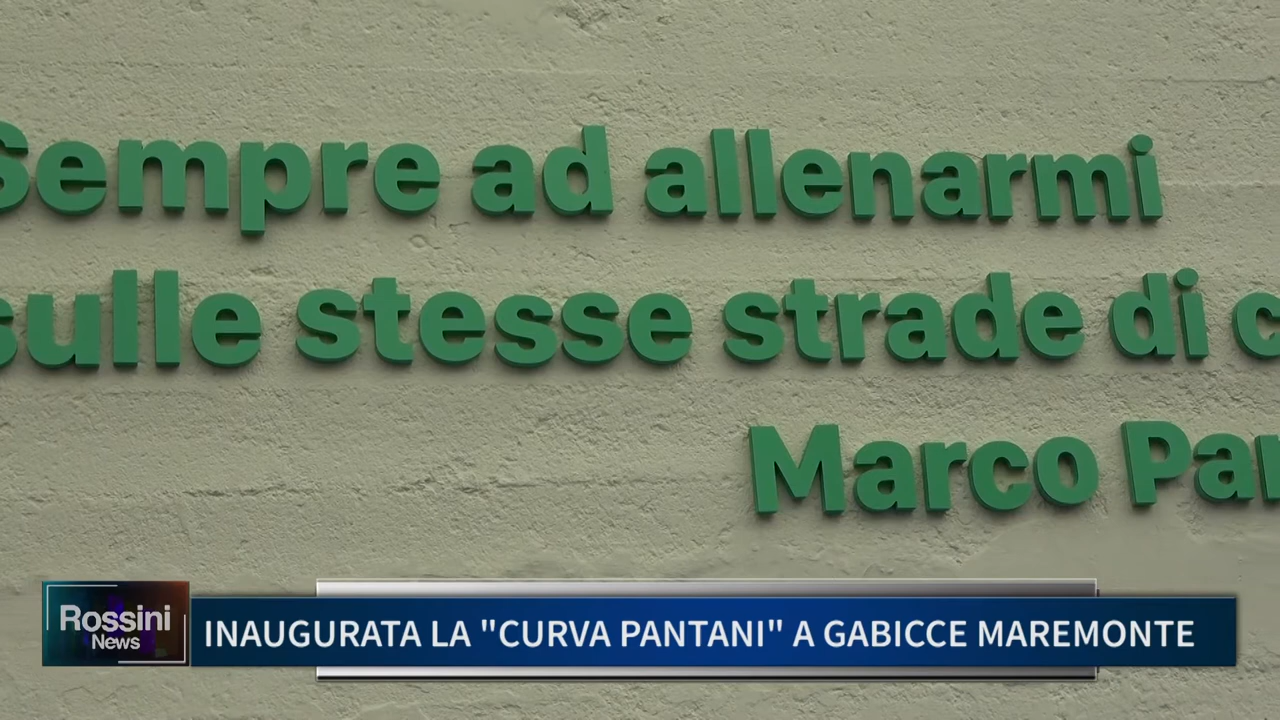 Sempre ad allenarmi
sulle stesse strade di
Marco
Rossini
News
INAUGURATA LA "CURVA PANTANI" A GABICCE MAREMONTE